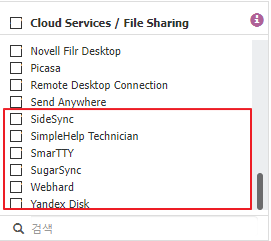 Cloud Services / File Sharing
Novell Filr Desktop
Picasa
Remote Desktop Connection
Send Anywhere
SideSync
SimpleHelp Technician
SmarTTY
SugarSync
Webhard
Yandex Disk
검색